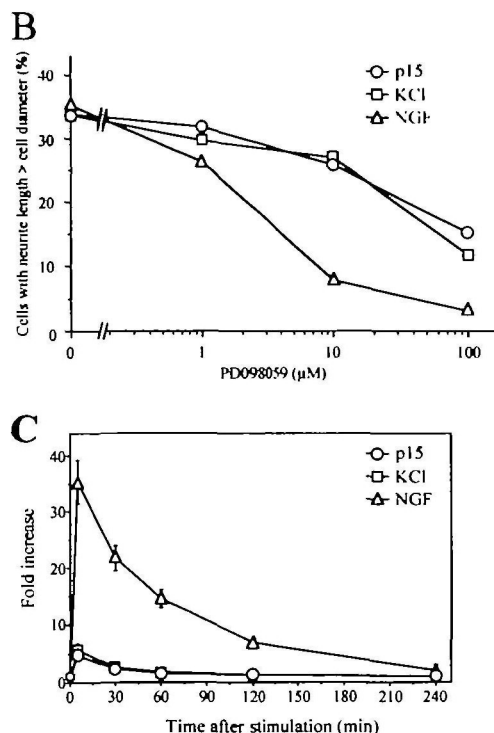 B
Cells with neurite length > cell diameter (%)
40
30
20
10
0
p15
KCl
NGF
0
1
10
100
PD098059 (µM)
C
Fold increase
40
30
20
10
0
p15
KCl
NGF
0
30
60
90
120
150
180
210
240
Time after stimulation (min)